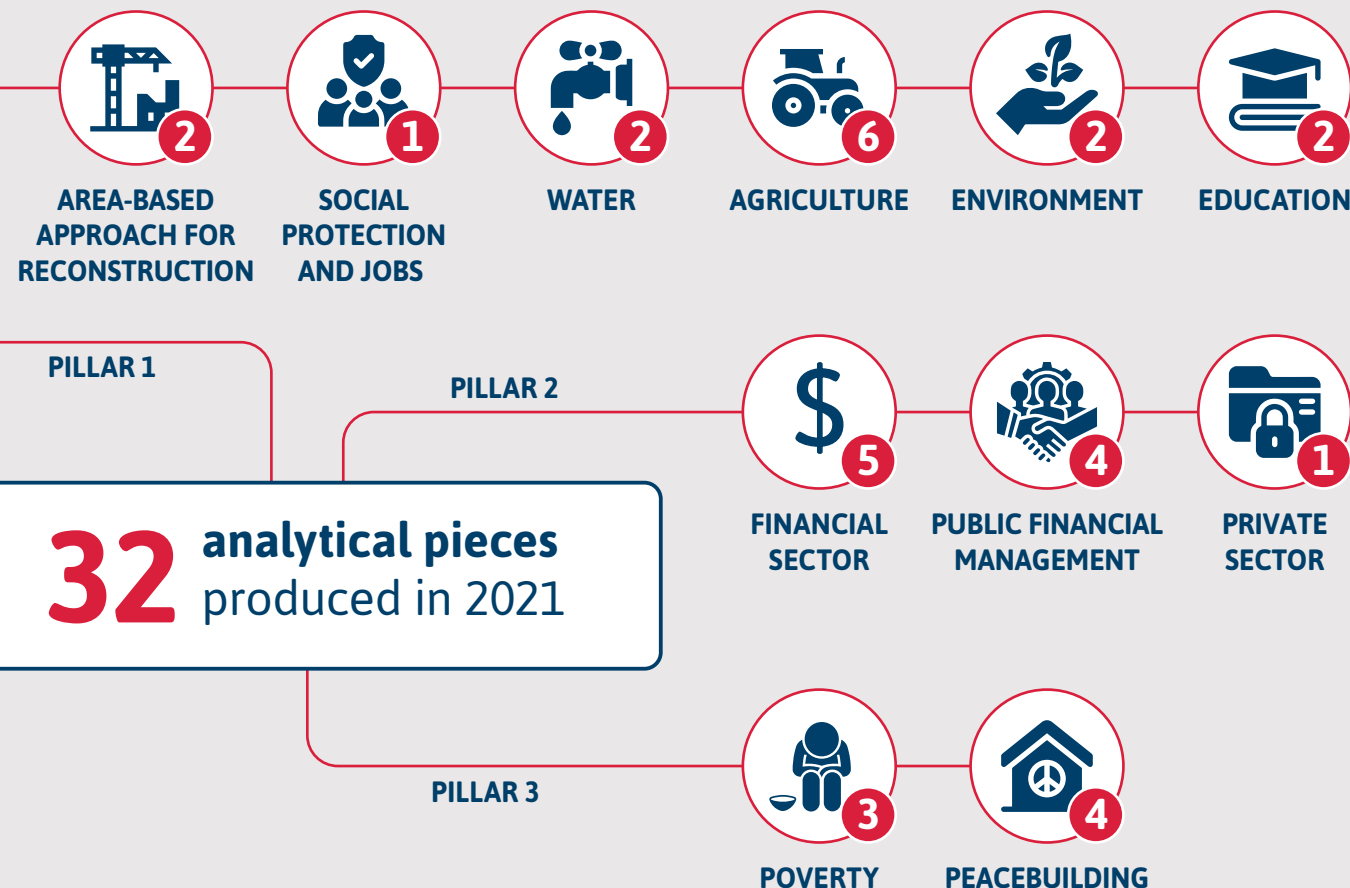 2
1
2
6
2
2
AREA-BASED
APPROACH FOR
RECONSTRUCTION
SOCIAL
PROTECTION
AND JOBS
WATER
AGRICULTURE
ENVIRONMENT
EDUCATION
PILLAR 1
PILLAR 2
$
5
4
1
FINANCIAL
SECTOR
PUBLIC FINANCIAL
MANAGEMENT
PRIVATE
SECTOR
32
analytical pieces
produced in 2021
PILLAR 3
3
4
POVERTY
PEACEBUILDING